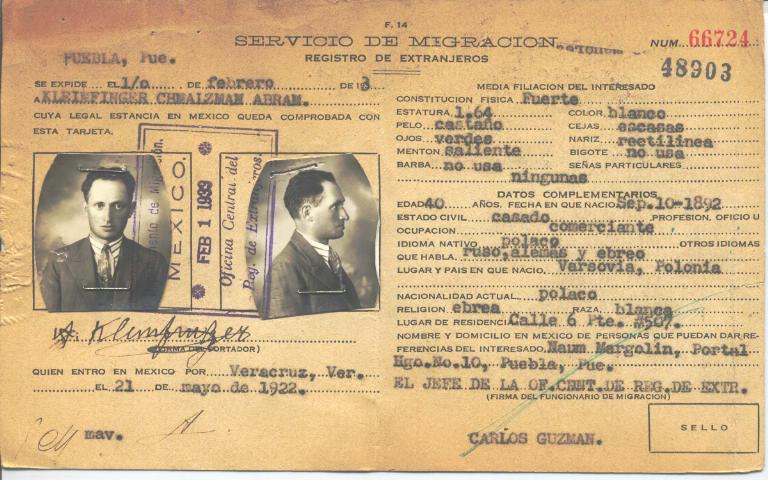 F. 14
SERVICIO DE MIGRACION
REGISTRO DE EXTRANJEROS
NUM. 66724
48903
PUEBLA, Pue.
SE EXPIDE EL 1/o DE febrero DE 193
A KLEINFINGER CHMALZMAN ABRAM.
CUYA LEGAL ESTANCIA EN MEXICO QUEDA COMPROBADA CON
ESTA TARJETA.
MEXICO.
FEB 1 1933
Oficina Central del
Reg de Extranjeros.
A. Kleinfinger
(FIRMA DEL PORTADOR)
QUIEN ENTRO EN MEXICO POR Veracruz, Ver.
EL 21 DE mayo de 1922.
mav.
MEDIA FILIACION DEL INTERESADO
CONSTITUCION FISICA Fuerte
ESTATURA 1.64 COLOR blanco
PELO castaño CEJAS escasas
OJOS verdes NARIZ rectilinea
MENTON saliente BIGOTE no usa
BARBA no usa SEÑAS PARTICULARES
ningunas
DATOS COMPLEMENTARIOS
EDAD 40 AÑOS. FECHA EN QUE NACIO Sep.10-1892
ESTADO CIVIL casado PROFESION, OFICIO U
OCUPACION comerciante
IDIOMA NATIVO polaco OTROS IDIOMAS
QUE HABLA. ruso, alemas y ebreo
LUGAR Y PAIS EN QUE NACIO, Varsovia, Polonia
NACIONALIDAD ACTUAL, polaco
RELIGION ebrea RAZA, blanca
LUGAR DE RESIDENCIA Calle 6 Pte. #507.
NOMBRE Y DOMICILIO EN MEXICO DE PERSONAS QUE PUEDAN DAR RE-
FERENCIAS DEL INTERESADO, Naum Margolin, Portal
Hgo.No.10, Puebla, Pue.
EL JEFE DE LA OF.CENT.DE REG.DE EXTR.
(FIRMA DEL FUNCIONARIO DE MIGRACION)
CARLOS GUZMAN.
SELLO